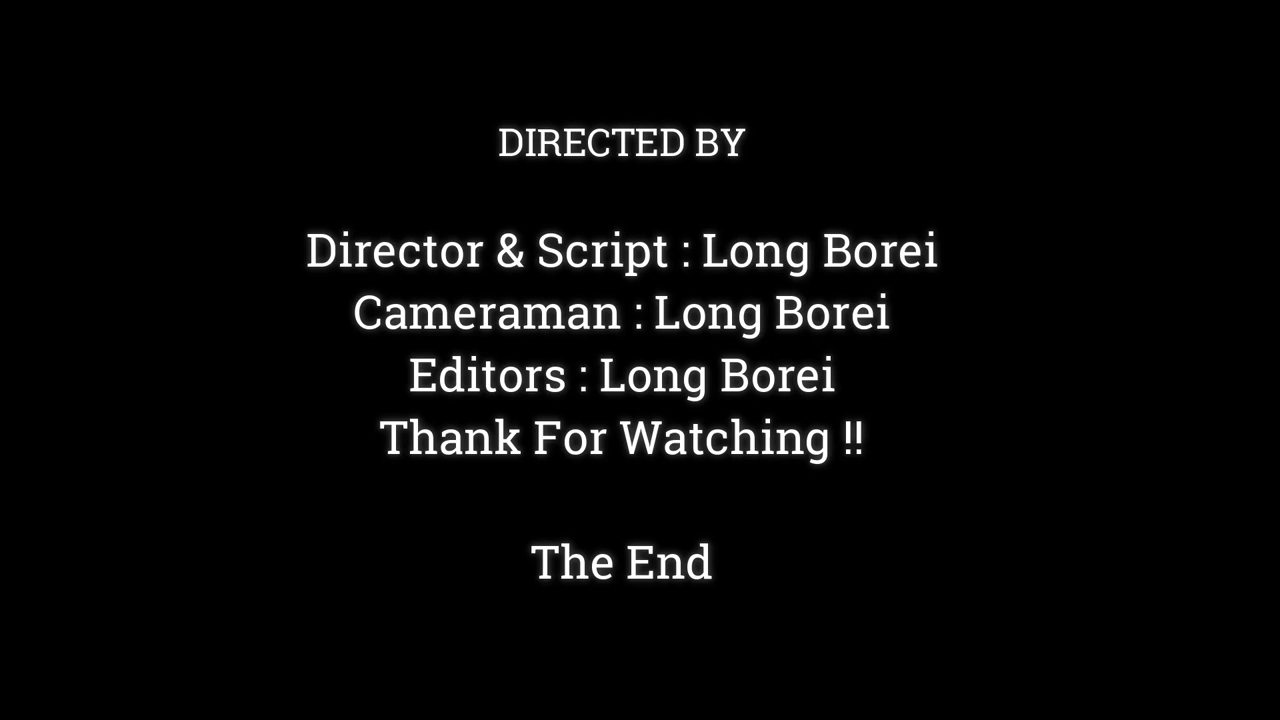 DIRECTED BY
Director & Script : Long Borei
Cameraman : Long Borei
Editors : Long Borei
Thank For Watching !!
The End